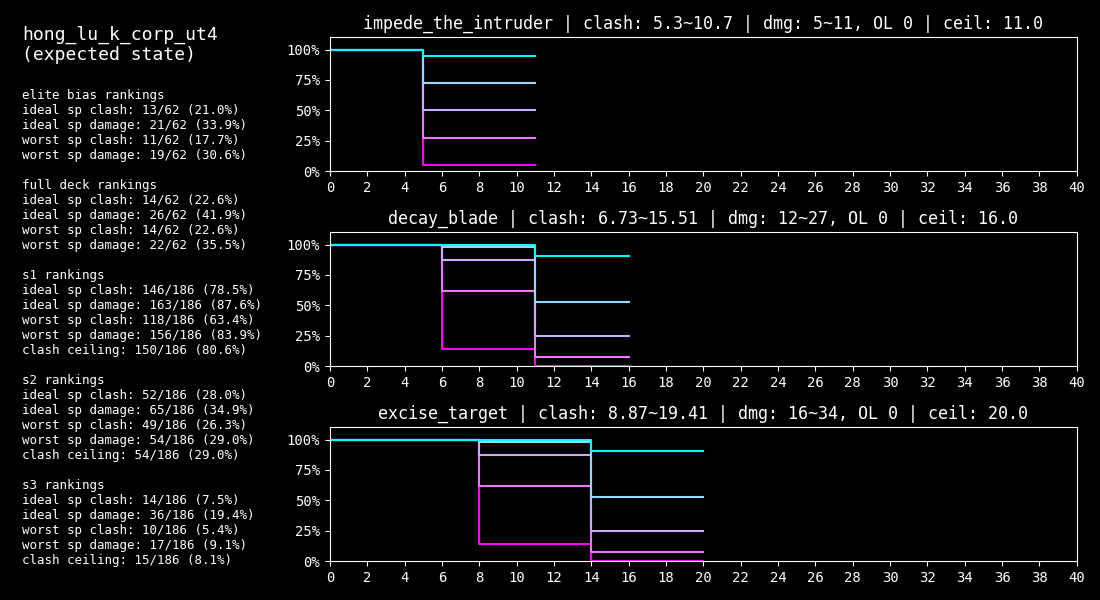 hong_lu_k_corp_ut4
(expected state)
elite bias rankings
ideal sp clash: 13/62 (21.0%)
ideal sp damage: 21/62 (33.9%)
worst sp clash: 11/62 (17.7%)
worst sp damage: 19/62 (30.6%)
full deck rankings
ideal sp clash: 14/62 (22.6%)
ideal sp damage: 26/62 (41.9%)
worst sp clash: 14/62 (22.6%)
worst sp damage: 22/62 (35.5%)
s1 rankings
ideal sp clash: 146/186 (78.5%)
ideal sp damage: 163/186 (87.6%)
worst sp clash: 118/186 (63.4%)
worst sp damage: 156/186 (83.9%)
clash ceiling: 150/186 (80.6%)
s2 rankings
ideal sp clash: 52/186 (28.0%)
ideal sp damage: 65/186 (34.9%)
worst sp clash: 49/186 (26.3%)
worst sp damage: 54/186 (29.0%)
clash ceiling: 54/186 (29.0%)
s3 rankings
ideal sp clash: 14/186 (7.5%)
ideal sp damage: 36/186 (19.4%)
worst sp clash: 10/186 (5.4%)
worst sp damage: 17/186 (9.1%)
clash ceiling: 15/186 (8.1%)
impede_the_intruder | clash: 5.3~10.7 | dmg: 5~11, OL 0 | ceil: 11.0
100%
75%
50%
25%
0%
0 2 4 6 8 10 12 14 16 18 20 22 24 26 28 30 32 34 36 38 40
decay_blade | clash: 6.73~15.51 | dmg: 12~27, OL 0 | ceil: 16.0
100%
75%
50%
25%
0%
0 2 4 6 8 10 12 14 16 18 20 22 24 26 28 30 32 34 36 38 40
excise_target | clash: 8.87~19.41 | dmg: 16~34, OL 0 | ceil: 20.0
100%
75%
50%
25%
0%
0 2 4 6 8 10 12 14 16 18 20 22 24 26 28 30 32 34 36 38 40